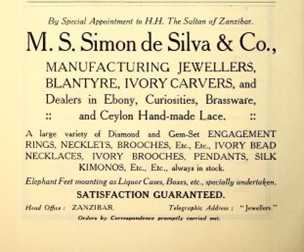 By Special Appointment to H.H. The Sultan of Zanzibar.
M. S. Simon de Silva & Co.,
MANUFACTURING JEWELLERS,
BLANTYRE, IVORY CARVERS, and
Dealers in Ebony, Curiosities, Brassware,
:: and Ceylon Hand-made Lace. ::
A large variety of Diamond and Gem-Set ENGAGEMENT
RINGS, NECKLETS, BROOCHES, Etc., Etc., IVORY BEAD
NECKLACES, IVORY BROOCHES, PENDANTS, SILK
KIMONOS, Etc., Etc., always in stock.
Elephant Feet mounting as Liquor Cases, Boxes, etc., specially undertaken.
SATISFACTION GUARANTEED.
Head Office: ZANZIBAR. Telegraphic Address: "Jewellers."
Orders by Correspondence promptly carried out.